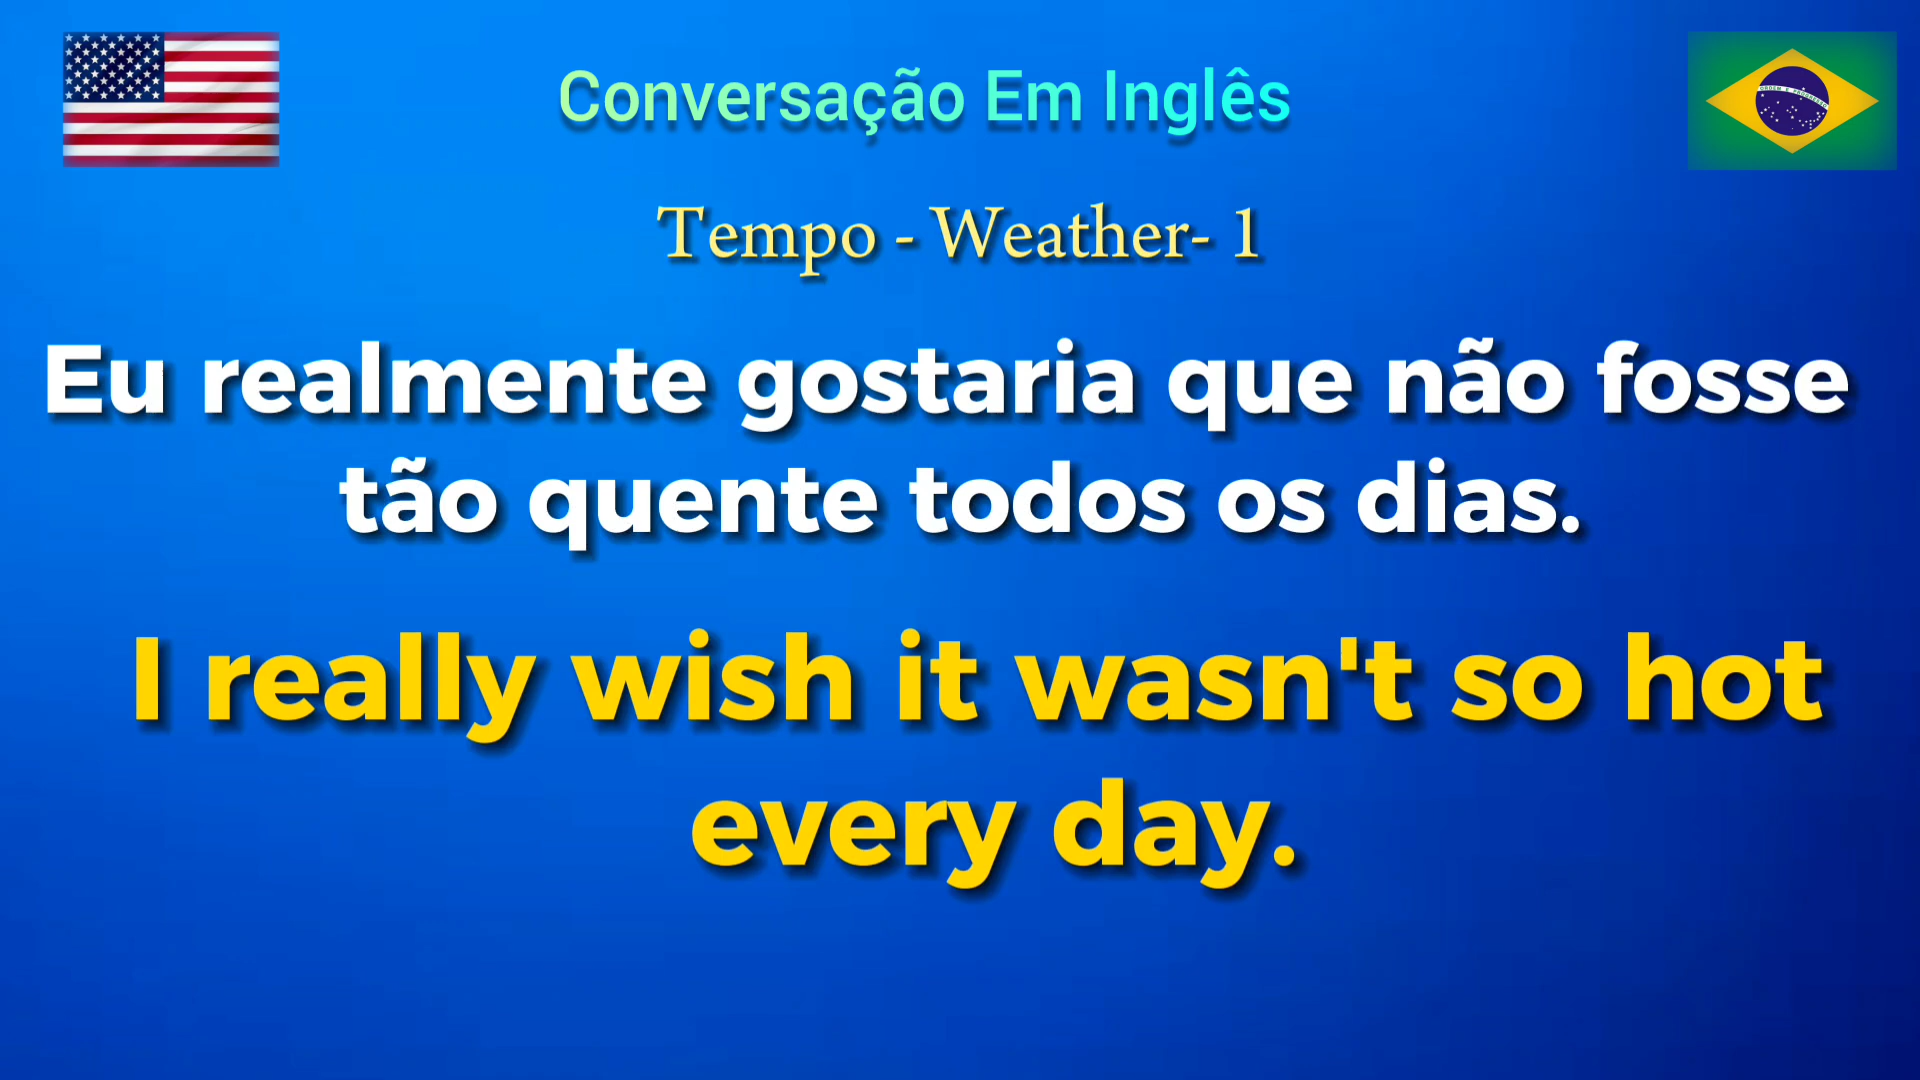 Conversação Em Inglês
Tempo - Weather- 1
Eu realmente gostaria que não fosse
tão quente todos os dias.
I really wish it wasn't so hot
every day.